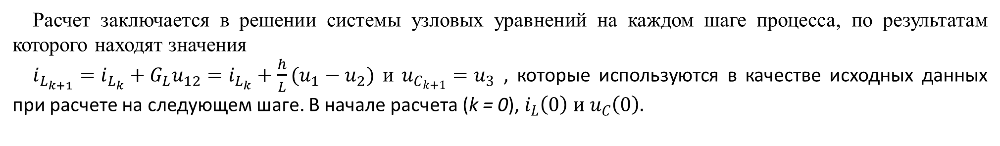 Расчет заключается в решении системы узловых уравнений на каждом шаге процесса, по результатам
которого находят значения
$i_{L_{k+1}} = i_{L_k} + G_L u_{12} = i_{L_k} + \frac{h}{L}(u_1 - u_2)$ и $u_{C_{k+1}} = u_3$ , которые используются в качестве исходных данных
при расчете на следующем шаге. В начале расчета (k = 0), $i_L(0)$ и $u_C(0)$.